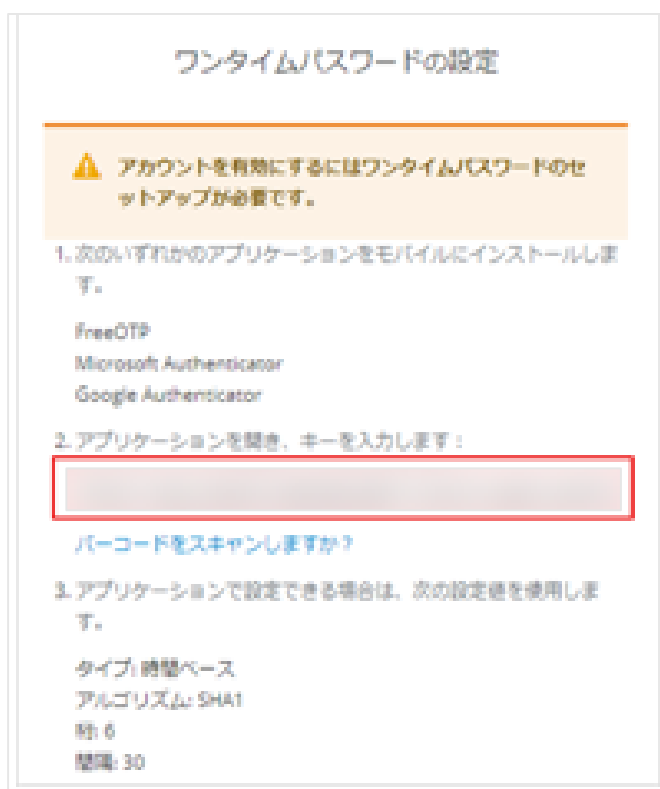 ワンタイムパスワードの設定
アカウントを有効にするにはワンタイムパスワードのセ
ットアップが必要です。
1. 次のいずれかのアプリケーションをモバイルにインストールしま
す。
FreeOTP
Microsoft Authenticator
Google Authenticator
2. アプリケーションを開き、キーを入力します：
バーコードをスキャンしますか？
3. アプリケーションで設定できる場合は、次の設定値を使用しま
す。
タイプ: 時間ベース
アルゴリズム: SHA1
桁: 6
間隔: 30